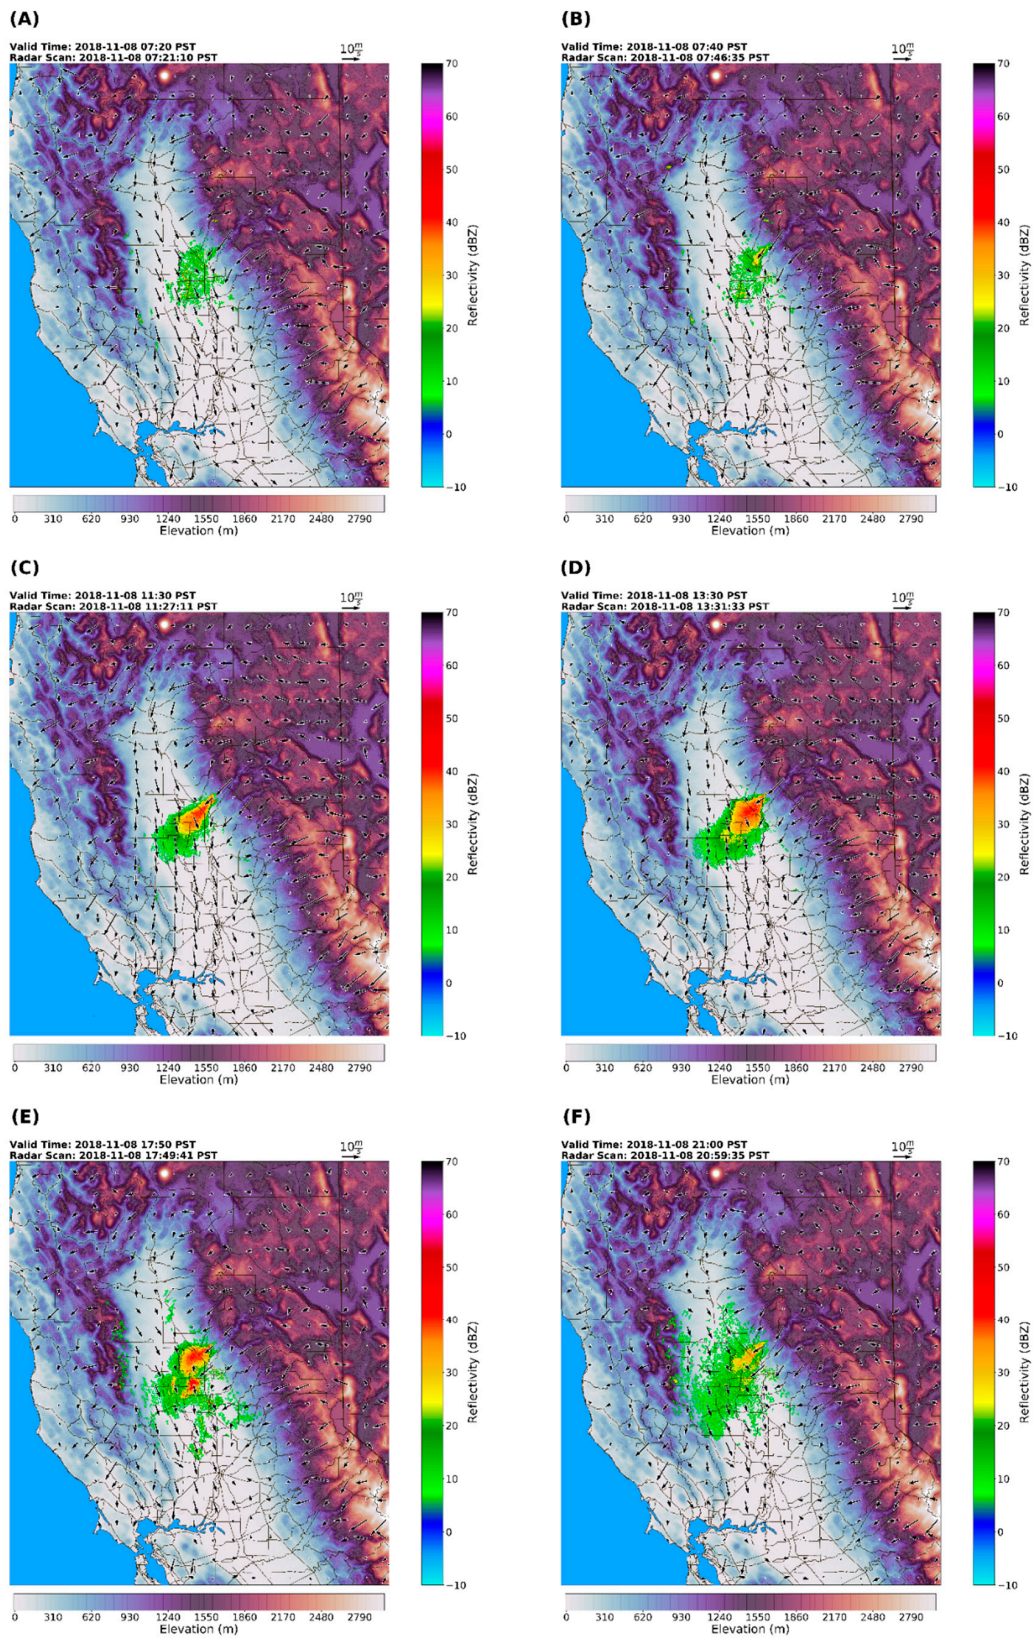 (A)
Valid Time: 2018-11-08 07:20 PST
Radar Scan: 2018-11-08 07:21:10 PST
10 m/s
70
60
50
40
30
20
10
0
−10
Reflectivity (dBZ)
0 310 620 930 1240 1550 1860 2170 2480 2790
Elevation (m)
(B)
Valid Time: 2018-11-08 07:40 PST
Radar Scan: 2018-11-08 07:46:35 PST
10 m/s
70
60
50
40
30
20
10
0
−10
Reflectivity (dBZ)
0 310 620 930 1240 1550 1860 2170 2480 2790
Elevation (m)
(C)
Valid Time: 2018-11-08 11:30 PST
Radar Scan: 2018-11-08 11:27:11 PST
10 m/s
70
60
50
40
30
20
10
0
−10
Reflectivity (dBZ)
0 310 620 930 1240 1550 1860 2170 2480 2790
Elevation (m)
(D)
Valid Time: 2018-11-08 13:30 PST
Radar Scan: 2018-11-08 13:31:33 PST
10 m/s
70
60
50
40
30
20
10
0
−10
Reflectivity (dBZ)
0 310 620 930 1240 1550 1860 2170 2480 2790
Elevation (m)
(E)
Valid Time: 2018-11-08 17:50 PST
Radar Scan: 2018-11-08 17:49:41 PST
10 m/s
70
60
50
40
30
20
10
0
−10
Reflectivity (dBZ)
0 310 620 930 1240 1550 1860 2170 2480 2790
Elevation (m)
(F)
Valid Time: 2018-11-08 21:00 PST
Radar Scan: 2018-11-08 20:59:35 PST
10 m/s
70
60
50
40
30
20
10
0
−10
Reflectivity (dBZ)
0 310 620 930 1240 1550 1860 2170 2480 2790
Elevation (m)